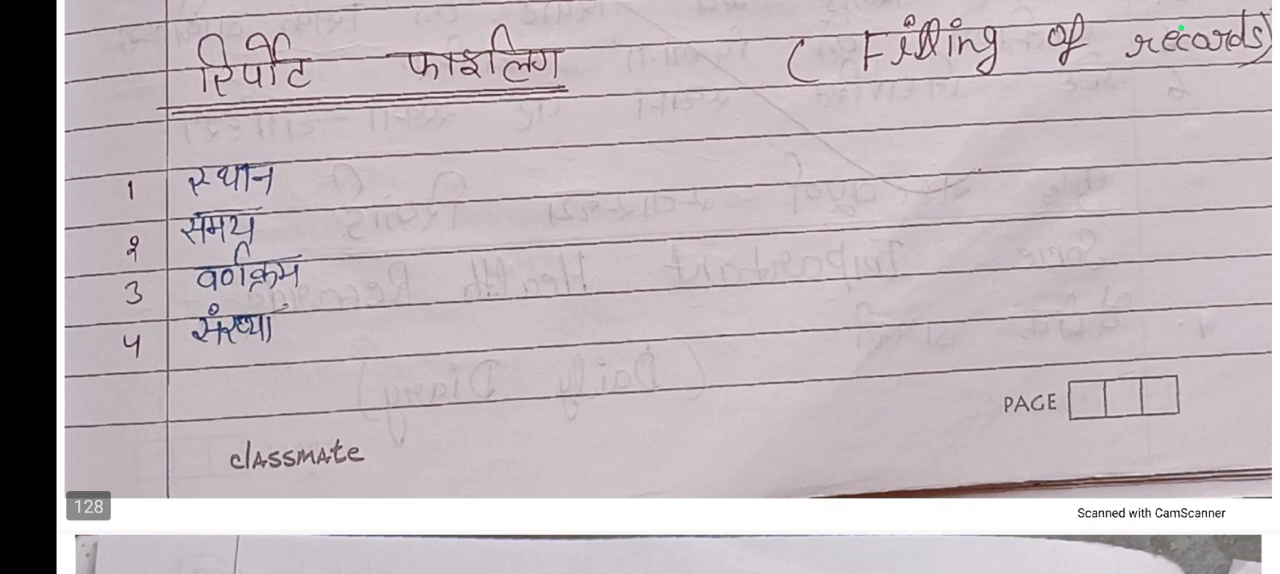 रिर्पोट फाइलिंग ( Filling of records)
1 स्थान
2 समय
3 वर्णक्रम
4 संख्या
PAGE
classmate
128
Scanned with CamScanner